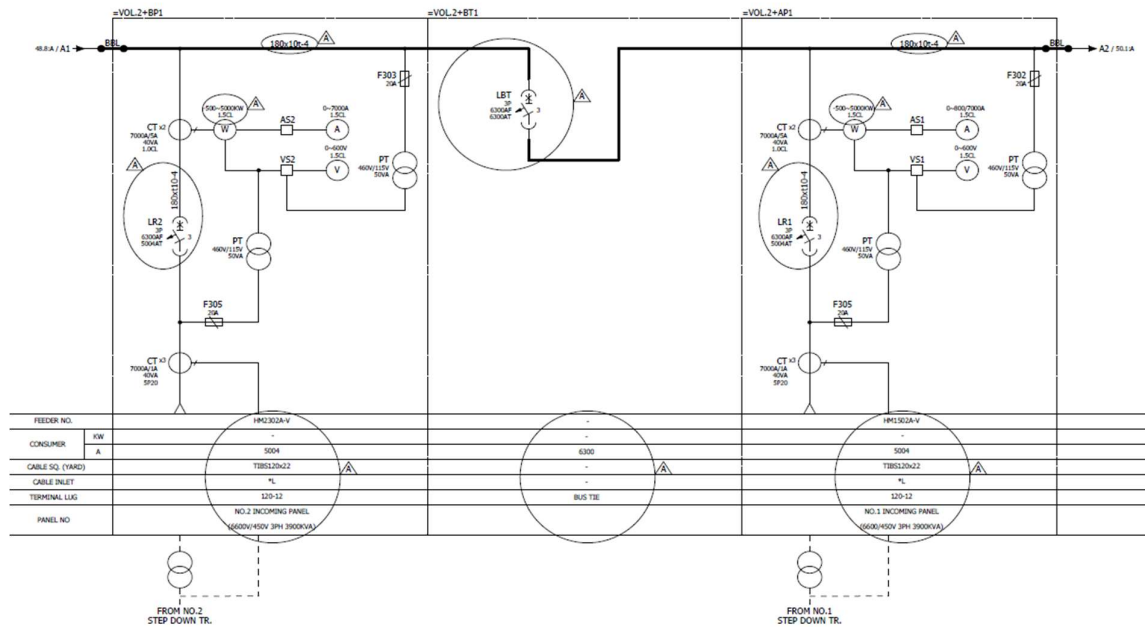 =VOL.2+BP1
=VOL.2+BT1
=VOL.2+AP1
48.8:A / A1
BBL
180x10t-4
A
F303
20A
-500~5000KW
1.5CL
A
W
CT x2
7000A/5A
40VA
1.0CL
AS2
0~7000A
1.5CL
A
VS2
0~600V
1.5CL
V
PT
460V/115V
50VA
A
180xt10-4
LR2
3P
6300AF
5004AT
3
PT
460V/115V
50VA
F305
20A
CT x3
7000A/1A
40VA
5P20
LBT
3P
6300AF
6300AT
3
A
180x10t-4
A
BBL
A2 / 50.1:A
F302
20A
-500~5000KW
1.5CL
A
W
CT x2
7000A/5A
40VA
1.0CL
AS1
0~800/7000A
1.5CL
A
VS1
0~600V
1.5CL
V
PT
460V/115V
50VA
A
180xt10-4
LR1
3P
6300AF
5004AT
3
PT
460V/115V
50VA
F305
20A
CT x3
7000A/1A
40VA
5P20
FEEDER NO. HM2302A-V - HM1502A-V
CONSUMER KW - - -
A 5004 6300 5004
CABLE SQ. (YARD) TIBS120x22 A - A TIBS120x22 A
CABLE INLET *L - *L
TERMINAL LUG 120-12 BUS TIE 120-12
PANEL NO NO.2 INCOMING PANEL NO.1 INCOMING PANEL
(6600V/450V 3PH 3900KVA) (6600/450V 3PH 3900KVA)
FROM NO.2
STEP DOWN TR.
FROM NO.1
STEP DOWN TR.